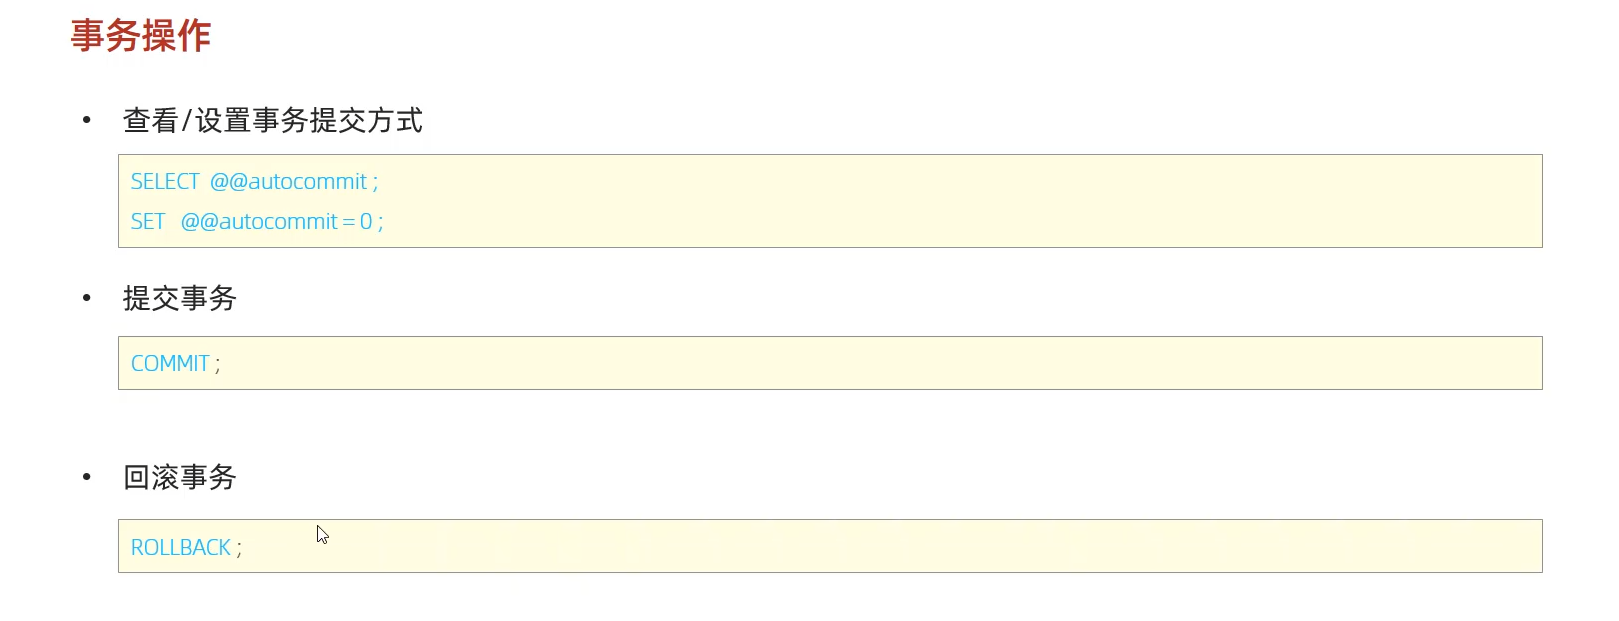 事务操作
• 查看/设置事务提交方式
SELECT @@autocommit ;
SET @@autocommit = 0 ;
• 提交事务
COMMIT ;
• 回滚事务
ROLLBACK ;